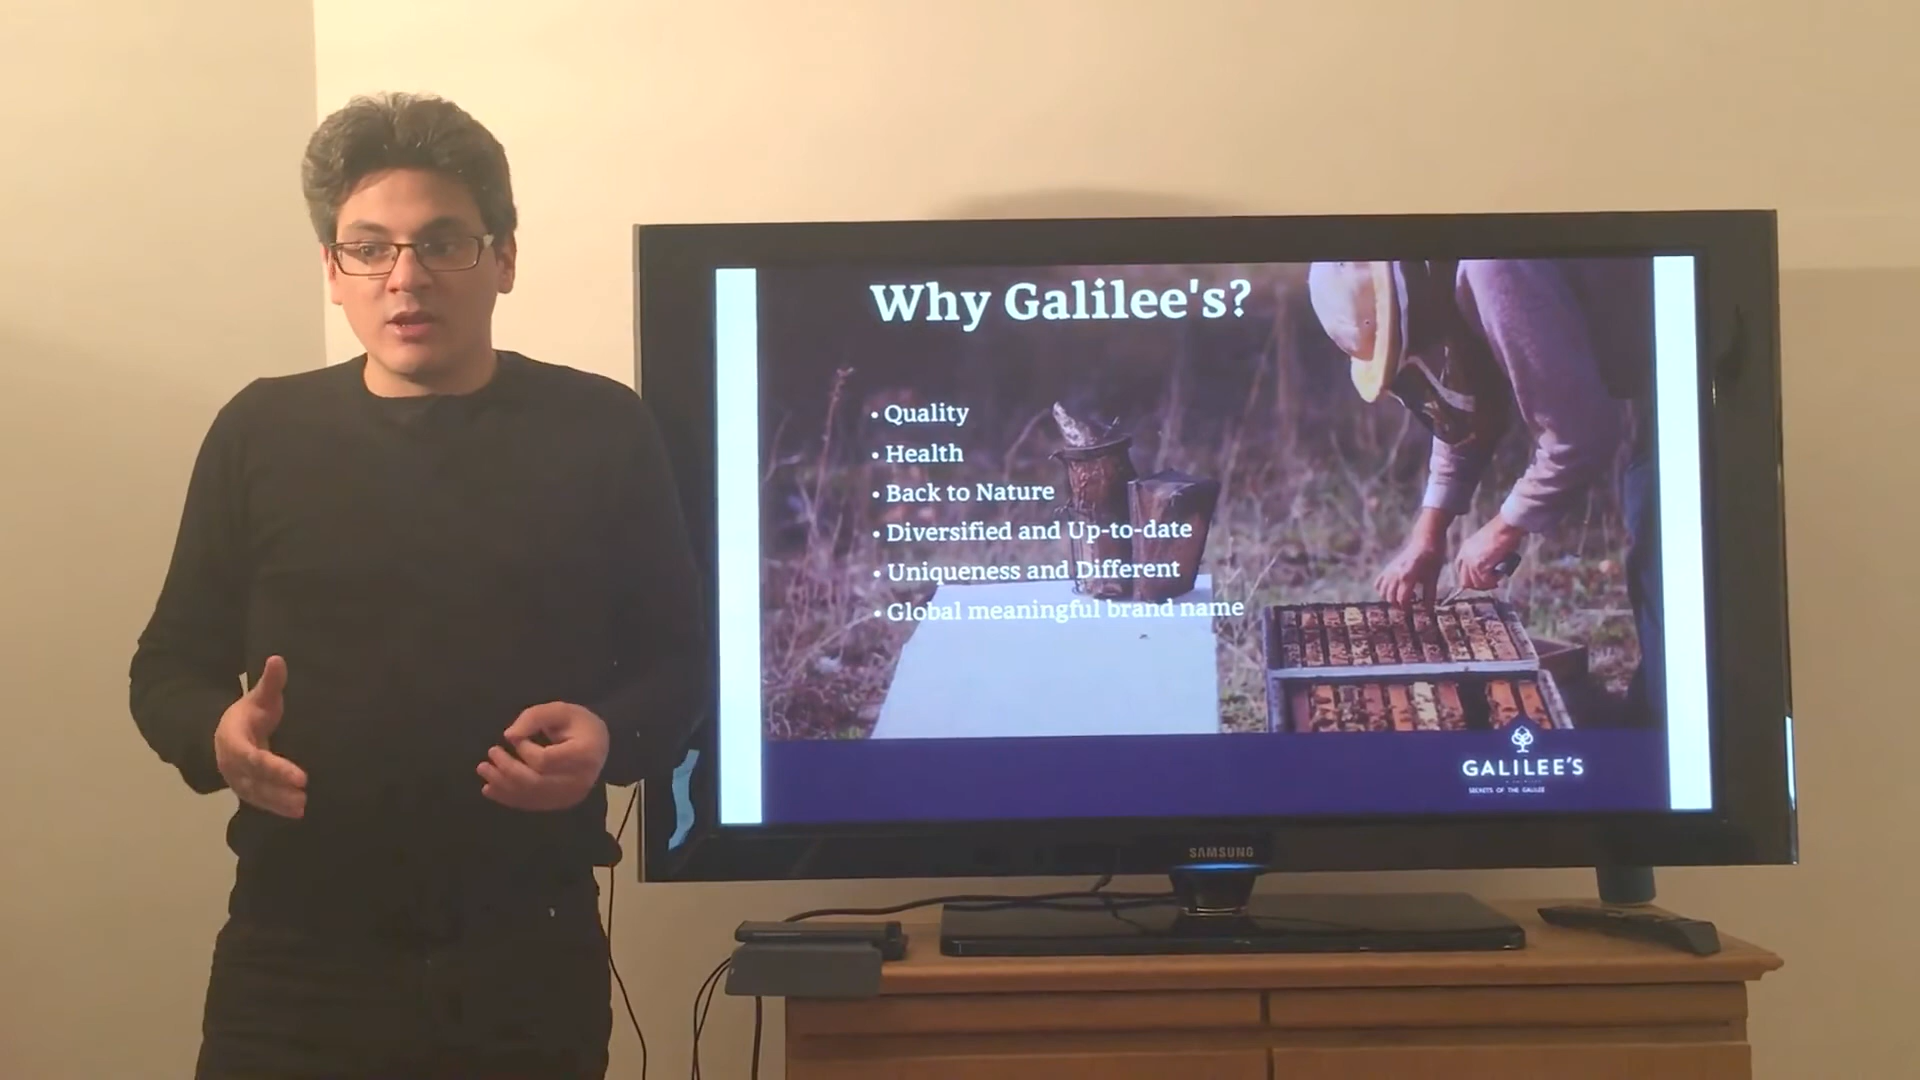 Why Galilee's?
• Quality
• Health
• Back to Nature
• Diversified and Up-to-date
• Uniqueness and Different
• Global meaningful brand name
GALILEE'S
SECRETS OF THE GALILEE
SAMSUNG